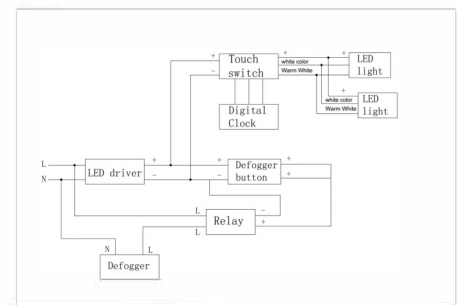 + Touch switch +
white color
Warm White
-
+ LED light
Digital Clock
+ LED light
white color
Warm White
L
N
LED driver + -
Defogger button + +
L Relay -
L +
N L
Defogger